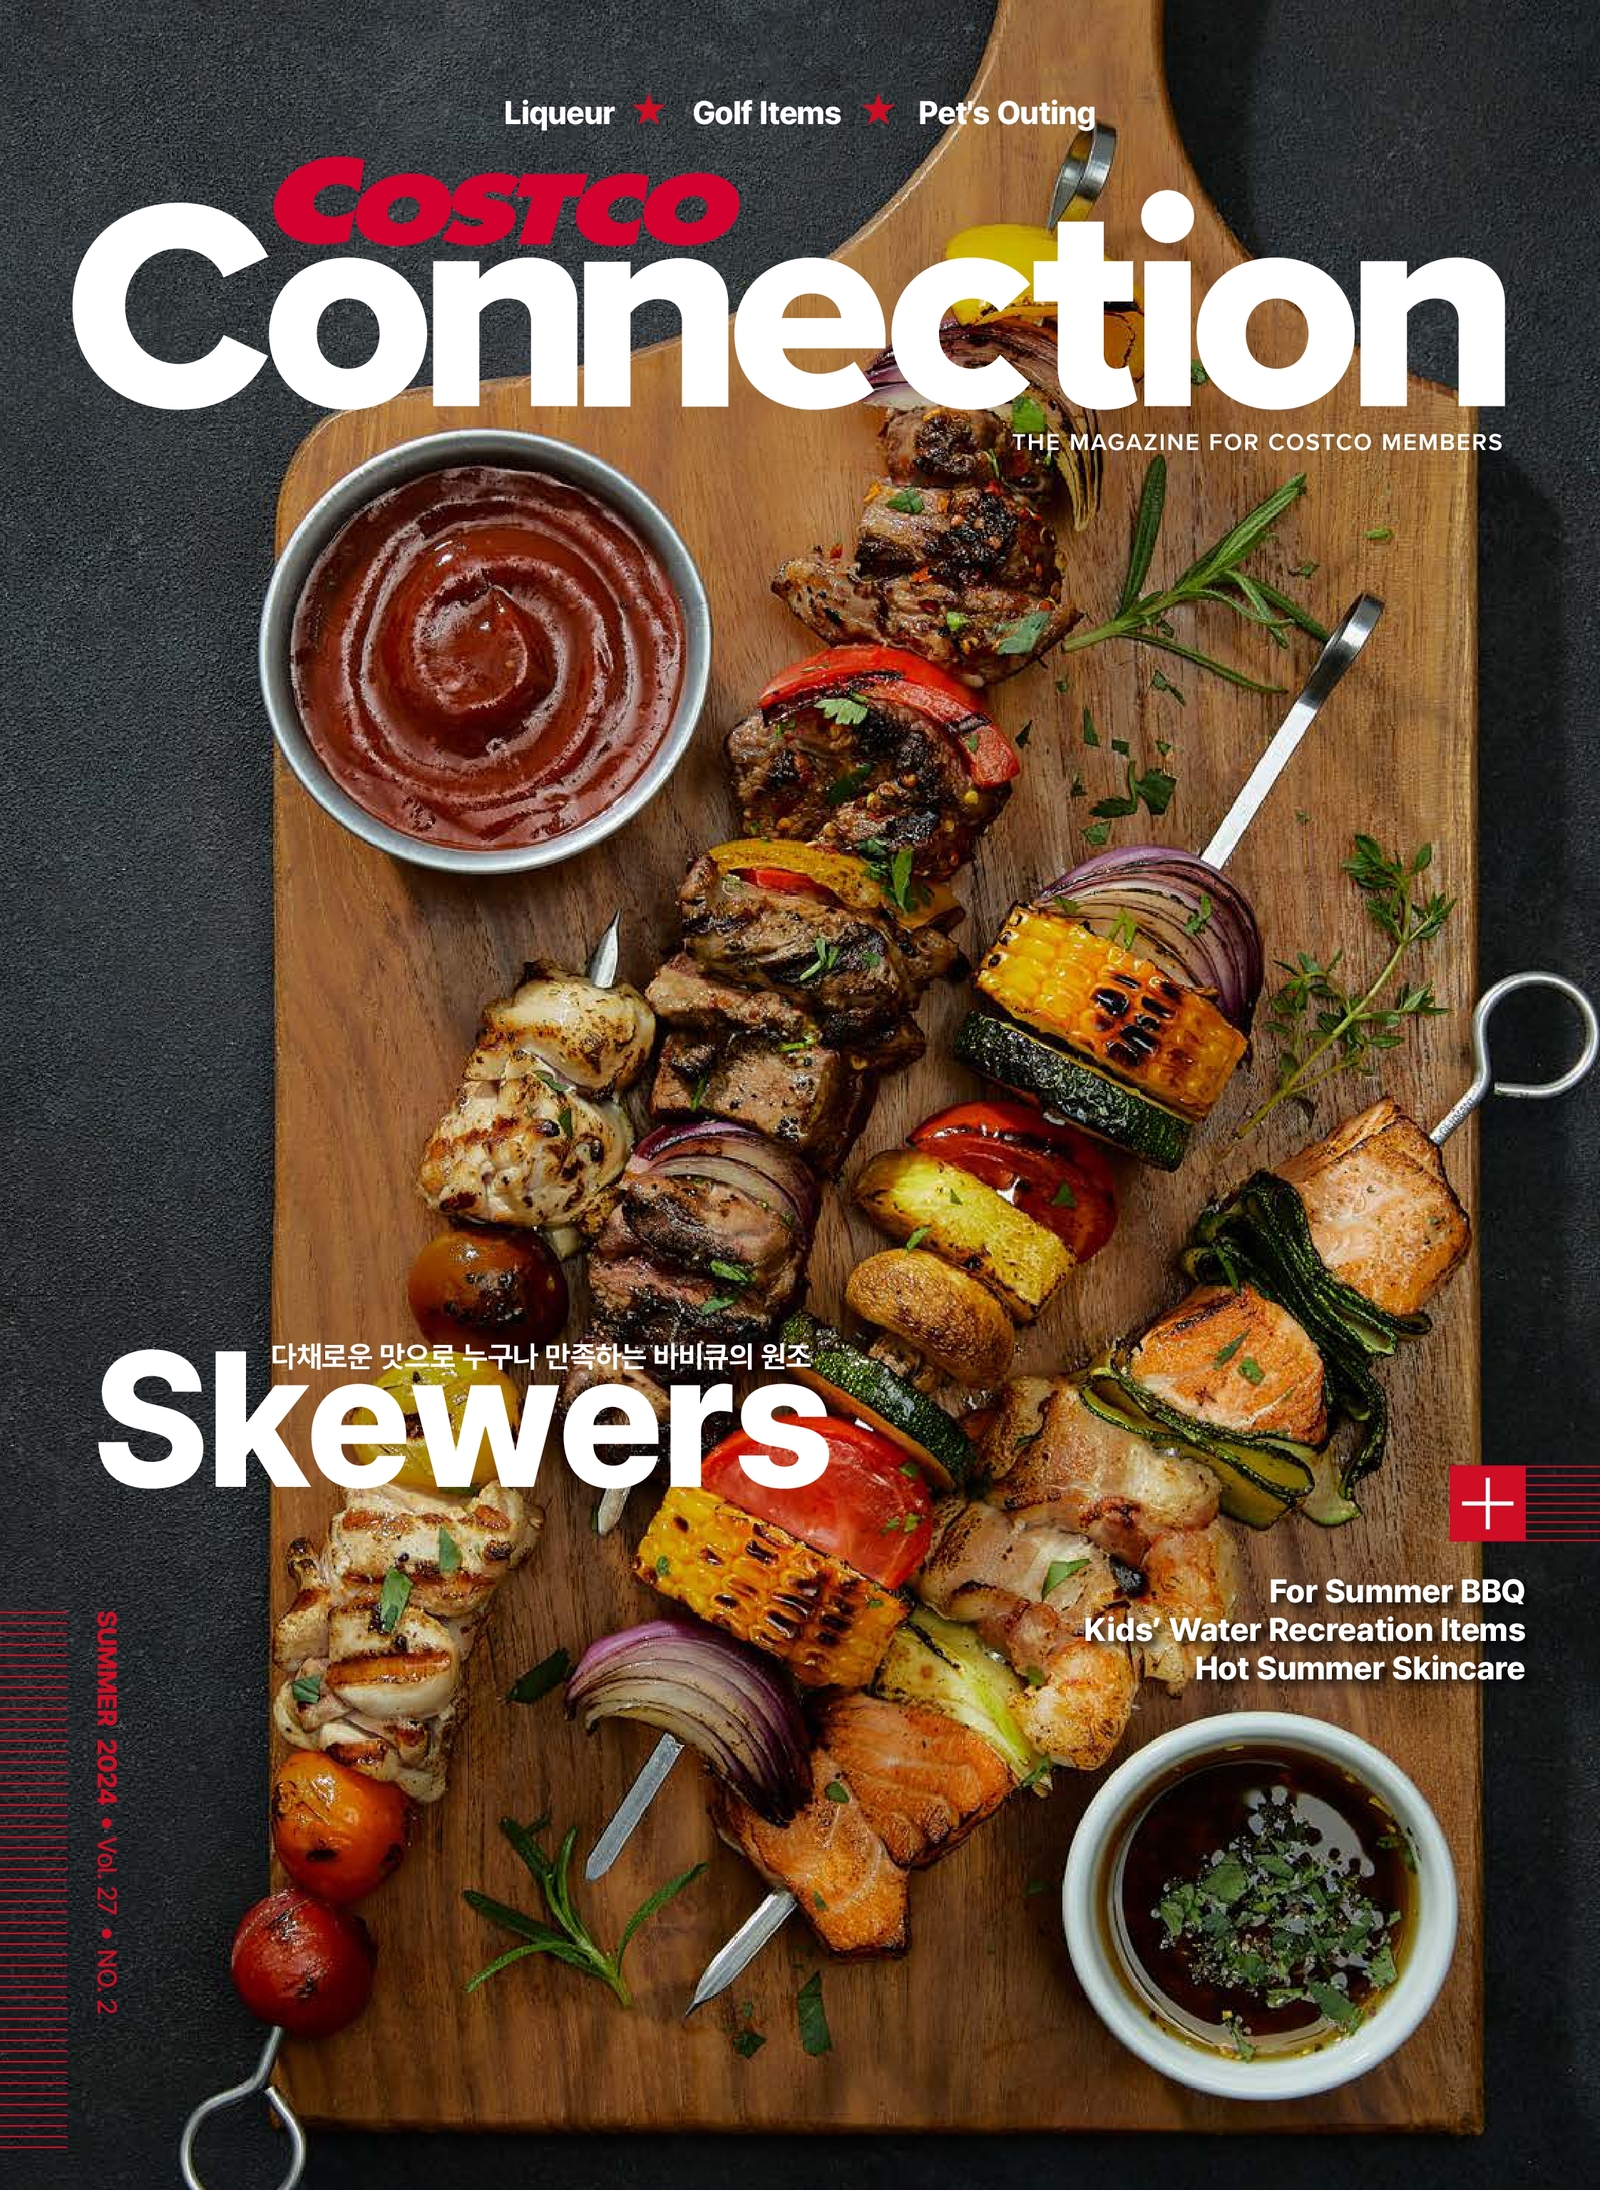 Liqueur ★ Golf Items ★ Pet's Outing
COSTCO
Connection
THE MAGAZINE FOR COSTCO MEMBERS
다채로운 맛으로 누구나 만족하는 바비큐의 원조
Skewers
For Summer BBQ
Kids' Water Recreation Items
Hot Summer Skincare
SUMMER 2024 • Vol. 27 • NO. 2